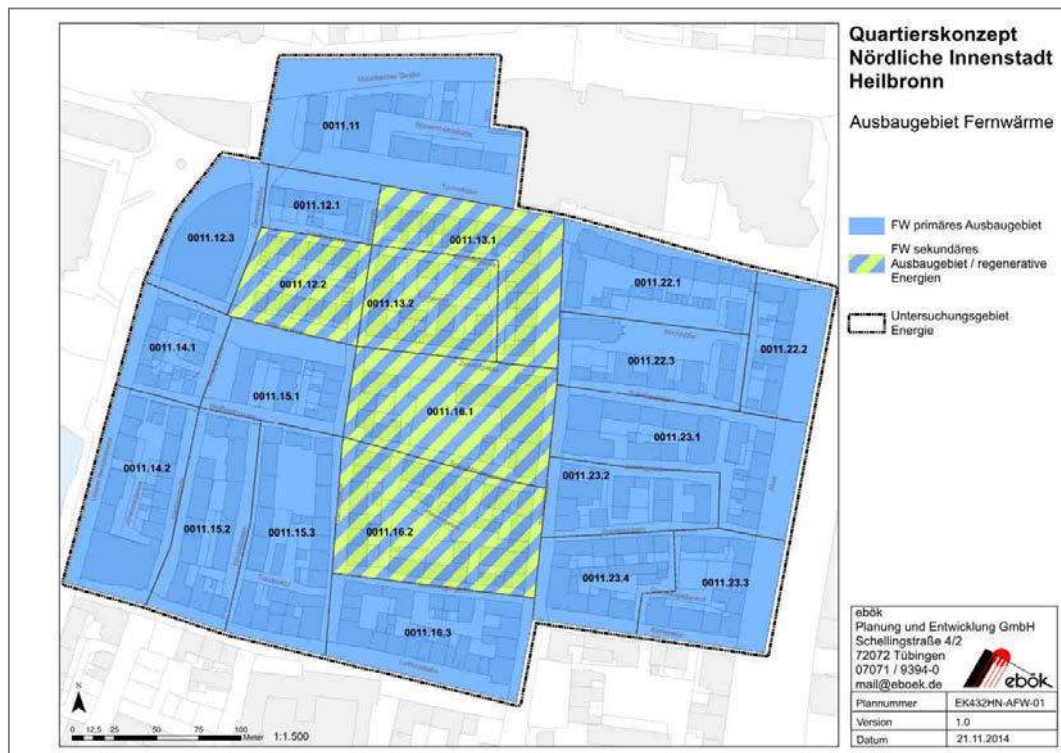 Quartierskonzept
Nördliche Innenstadt
Heilbronn
Ausbaugebiet Fernwärme
FW primäres Ausbaugebiet
FW sekundäres
Ausbaugebiet / regenerative
Energien
Untersuchungsgebiet
Energie
0011.11
0011.12.1
0011.12.3
0011.13.1
0011.12.2
0011.13.2
0011.22.1
0011.22.3
0011.22.2
0011.14.1
0011.15.1
0011.16.1
0011.23.1
0011.14.2
0011.23.2
0011.15.2
0011.15.3
0011.16.2
0011.23.4
0011.23.3
0011.16.3
N
0 12,5 25 50 75 100
Meter
1:1.500
ebök
Planung und Entwicklung GmbH
Schellingstraße 4/2
72072 Tübingen
07071 / 9394-0
mail@eboek.de
ebök
Plannummer EK432HN-AFW-01
Version 1.0
Datum 21.11.2014